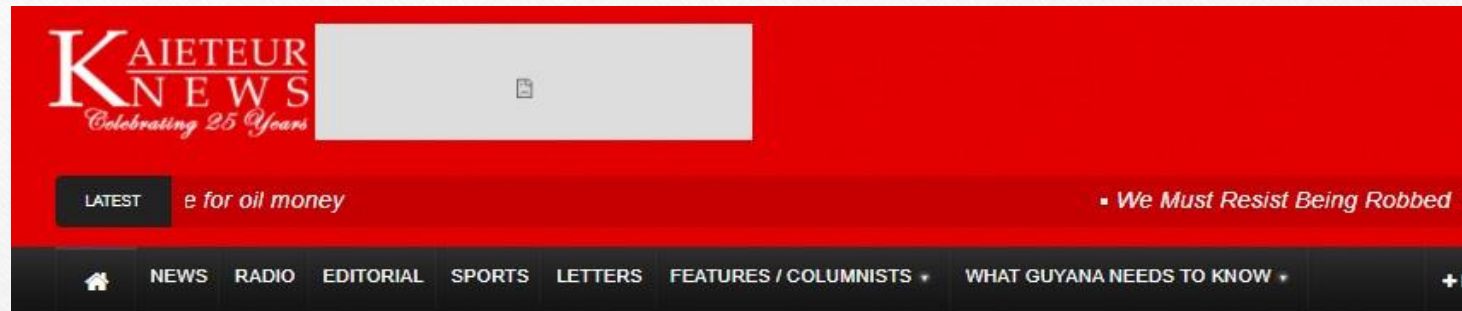 KAIETEUR
NEWS
Celebrating 25 Years
LATEST e for oil money ▪ We Must Resist Being Robbed
NEWS RADIO EDITORIAL SPORTS LETTERS FEATURES / COLUMNISTS WHAT GUYANA NEEDS TO KNOW